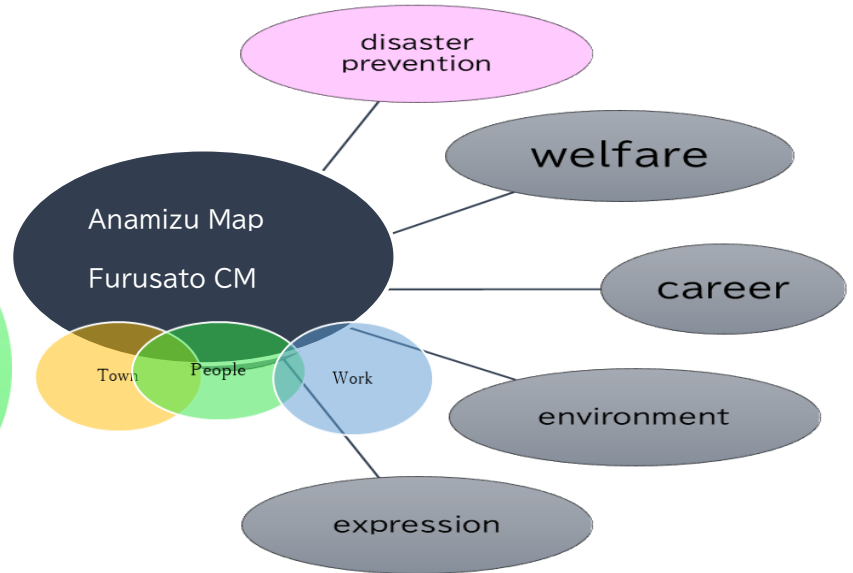 disaster
prevention
welfare
Anamizu Map
Furusato CM
career
Town
People
Work
environment
expression